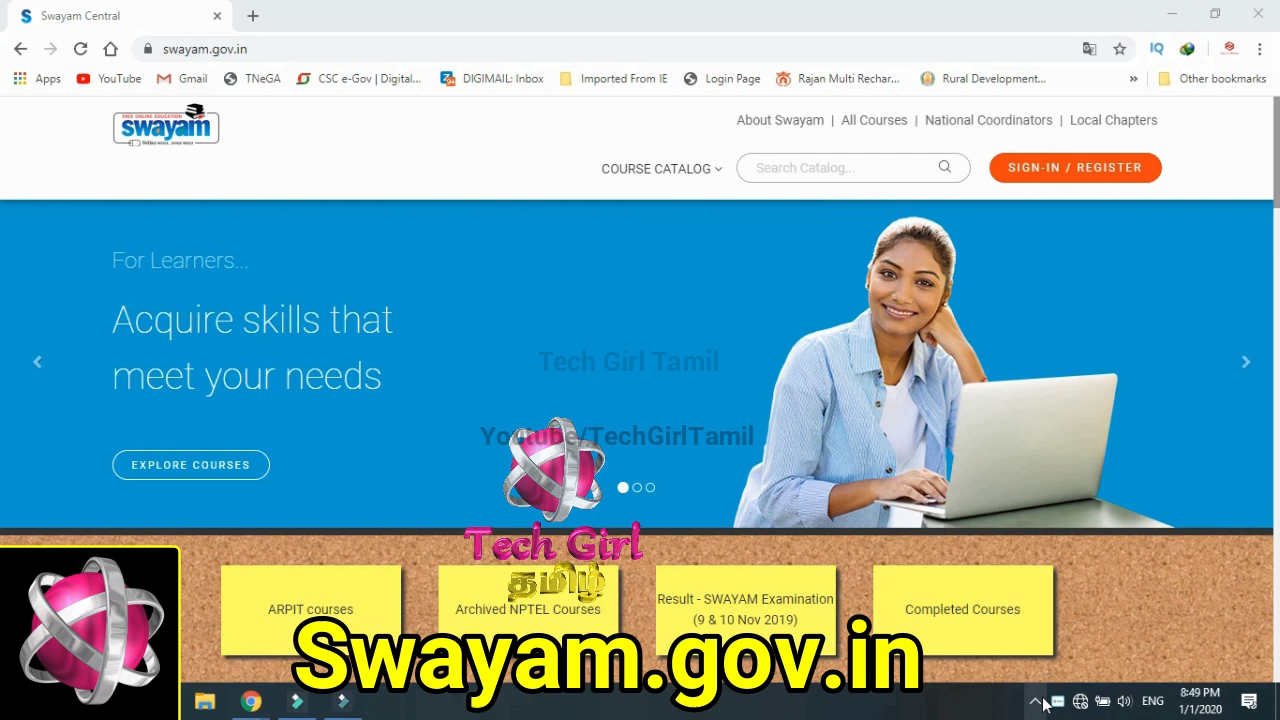 Swayam Central
swayam.gov.in
Apps
YouTube
Gmail
TNeGA
CSC e-Gov | Digital...
DIGIMAIL: Inbox
Imported From IE
Login Page
Rajan Multi Rechar...
Rural Development...
»
Other bookmarks
FREE ONLINE EDUCATION
swayam
About Swayam | All Courses | National Coordinators | Local Chapters
COURSE CATALOG
Search Catalog...
SIGN-IN / REGISTER
For Learners...
Acquire skills that
meet your needs
EXPLORE COURSES
Tech Girl Tamil
Youtube/TechGirlTamil
Tech Girl
தமிழ்
ARPIT courses
Archived NPTEL Courses
Result - SWAYAM Examination
(9 & 10 Nov 2019)
Completed Courses
Swayam.gov.in
ENG
8:49 PM
1/1/2020